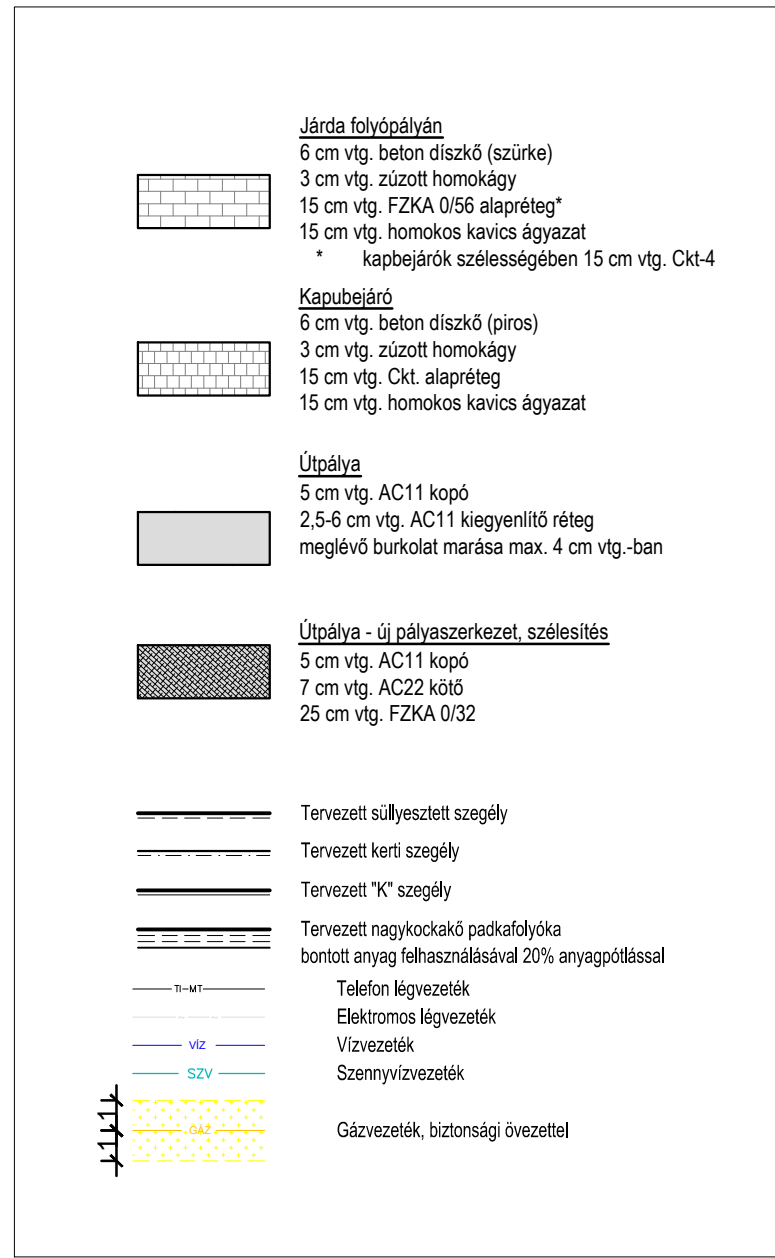 Járda folyópályán
6 cm vtg. beton díszkő (szürke)
3 cm vtg. zúzott homokágy
15 cm vtg. FZKA 0/56 alapréteg*
15 cm vtg. homokos kavics ágyazat
* kapbejárók szélességében 15 cm vtg. Ckt-4
Kapubejáró
6 cm vtg. beton díszkő (piros)
3 cm vtg. zúzott homokágy
15 cm vtg. Ckt. alapréteg
15 cm vtg. homokos kavics ágyazat
Útpálya
5 cm vtg. AC11 kopó
2,5-6 cm vtg. AC11 kiegyenlítő réteg
meglévő burkolat marása max. 4 cm vtg.-ban
Útpálya - új pályaszerkezet, szélesítés
5 cm vtg. AC11 kopó
7 cm vtg. AC22 kötő
25 cm vtg. FZKA 0/32
Tervezett süllyesztett szegély
Tervezett kerti szegély
Tervezett "K" szegély
Tervezett nagykockakő padkafolyóka
bontott anyag felhasználásával 20% anyagpótlással
TI-MT Telefon légvezeték
Elektromos légvezeték
VÍZ Vízvezeték
SZV Szennyvízvezeték
1 1 GÁZ Gázvezeték, biztonsági övezettel